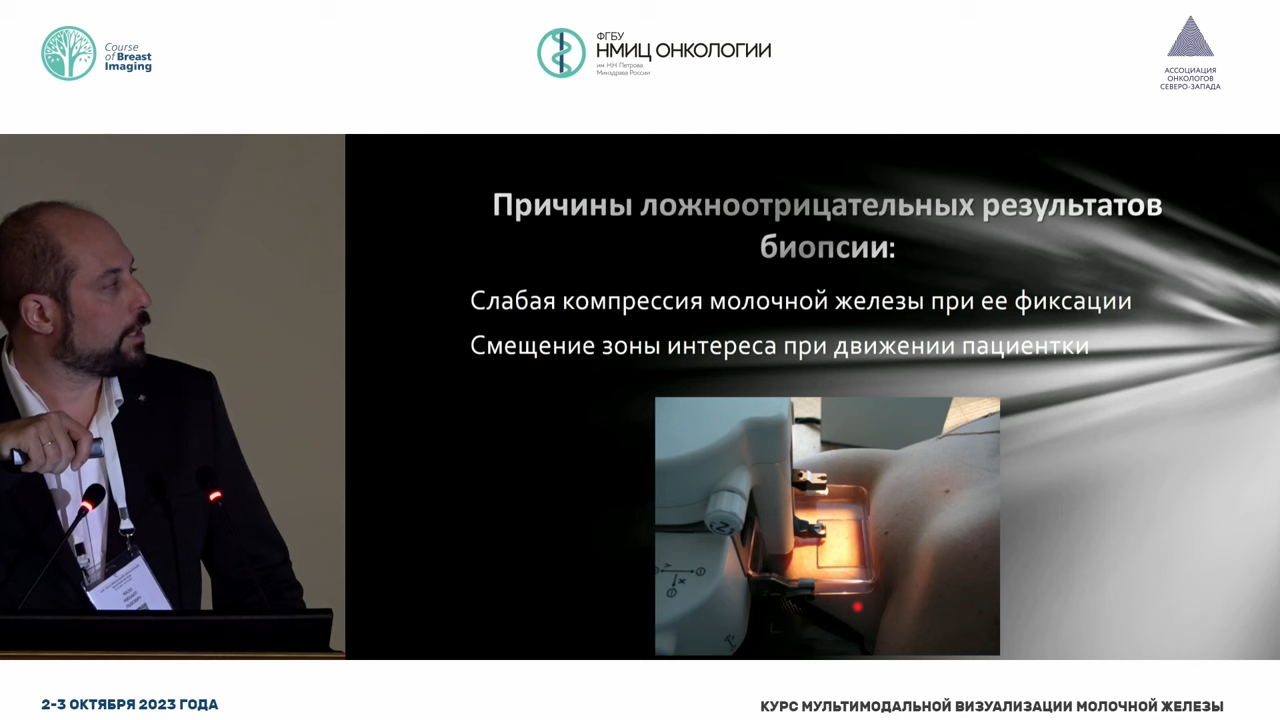 Course
of Breast
Imaging
ФГБУ
НМИЦ ОНКОЛОГИИ
им. Н.Н. Петрова
Минздрава России
АССОЦИАЦИЯ
ОНКОЛОГОВ
СЕВЕРО-ЗАПАДА
Причины ложноотрицательных результатов
биопсии:
Слабая компрессия молочной железы при ее фиксации
Смещение зоны интереса при движении пациентки
2-3 ОКТЯБРЯ 2023 ГОДА
КУРС МУЛЬТИМОДАЛЬНОЙ ВИЗУАЛИЗАЦИИ МОЛОЧНОЙ ЖЕЛЕЗЫ